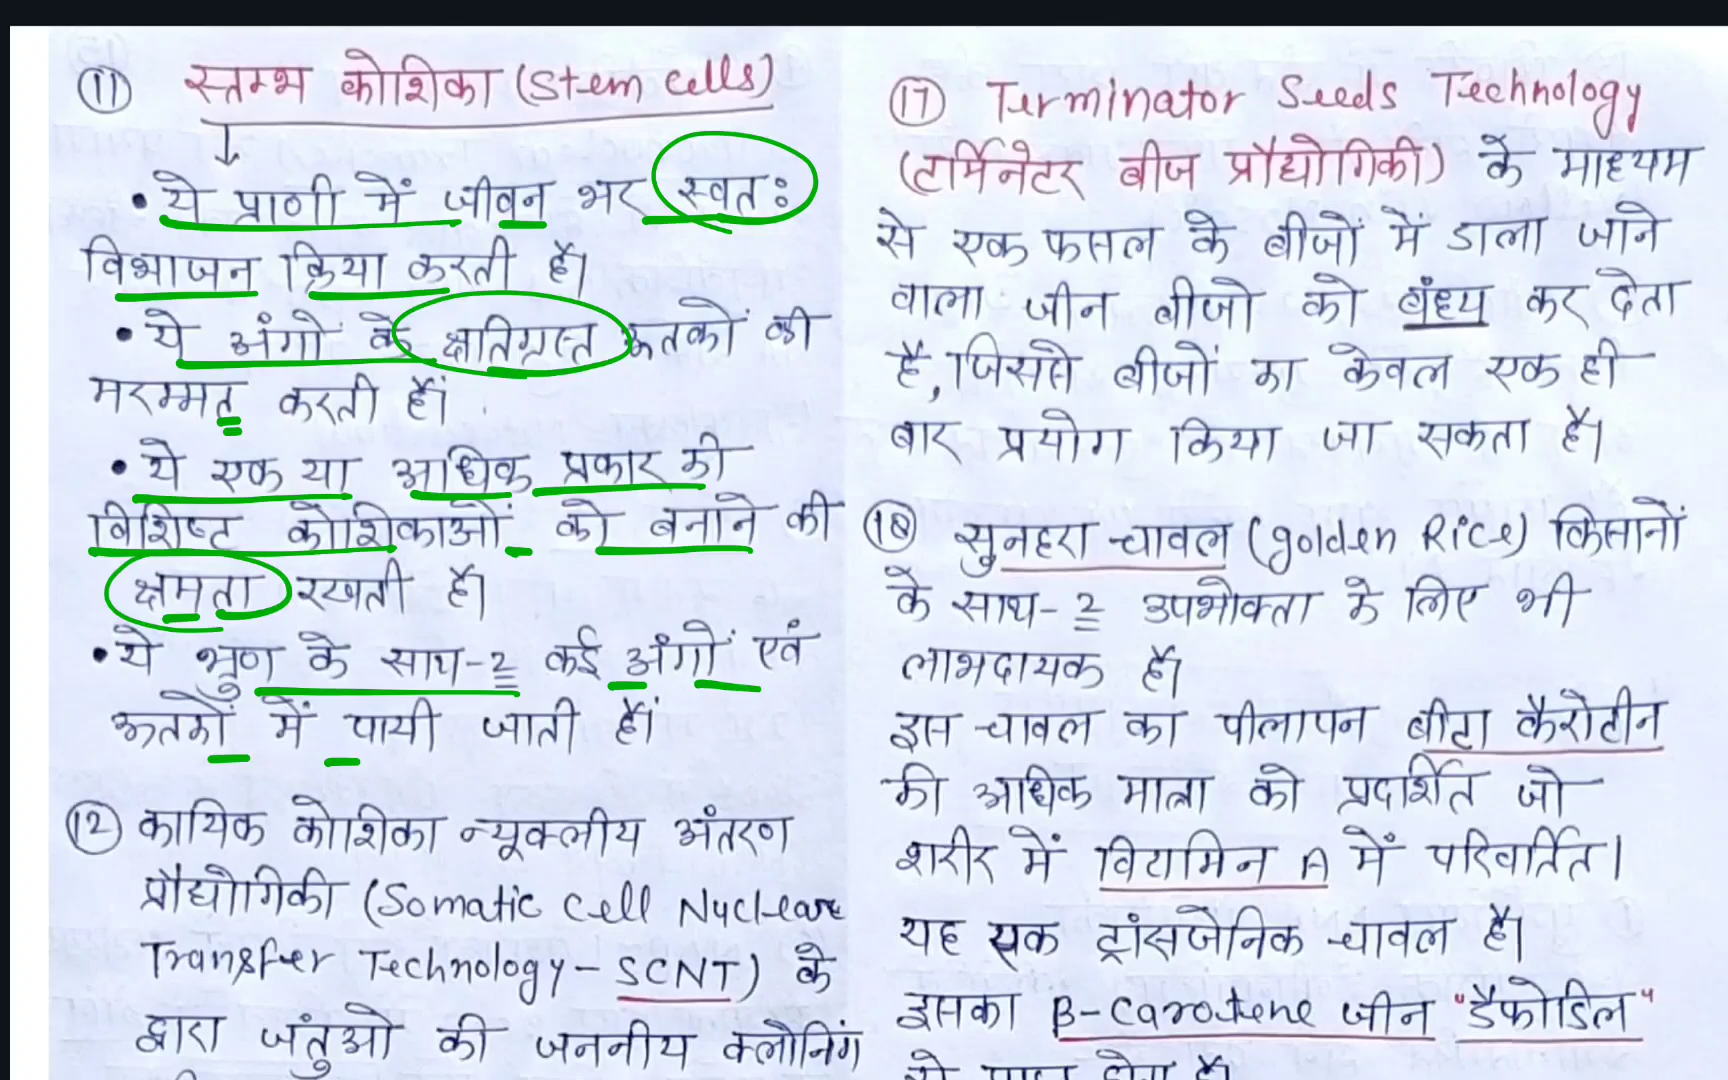 ⑪ स्तम्भ कोशिका (Stem cells)
• ये प्राणी में जीवन भर स्वतः
विभाजन क्रिया करती हैं।
• ये अंगो के क्षतिग्रस्त ऊतकों की
मरम्मत करती हैं।
• ये एक या अधिक प्रकार की
विशिष्ट कोशिकाओं को बनाने की
क्षमता रखती हैं।
• ये भ्रुण के साथ-2 कई अंगों एवं
ऊतकों में पायी जाती हैं।
⑫ कायिक कोशिका न्यूक्लीय अंतरण
प्रौद्योगिकी (Somatic Cell Nuclear
Transfer Technology - SCNT) के
द्वारा जंतुओं की जननीय क्लोनिंग
⑰ Terminator Seeds Technology
(टर्मिनेटर बीज प्रौद्योगिकी) के माध्यम
से एक फसल के बीजों में डाला जाने
वाला जीन बीजों को बंध्य कर देता
है, जिससे बीजों का केवल एक ही
बार प्रयोग किया जा सकता है।
⑱ सुनहरा चावल (golden Rice) किसानों
के साथ-2 उपभोक्ता के लिए भी
लाभदायक है।
इस चावल का पीलापन बीटा कैरोटीन
की अधिक मात्रा को प्रदर्शित जो
शरीर में विटामिन A में परिवर्तित।
यह एक ट्रांसजेनिक चावल है।
इसका β-Carotene जीन "डैफोडिल"